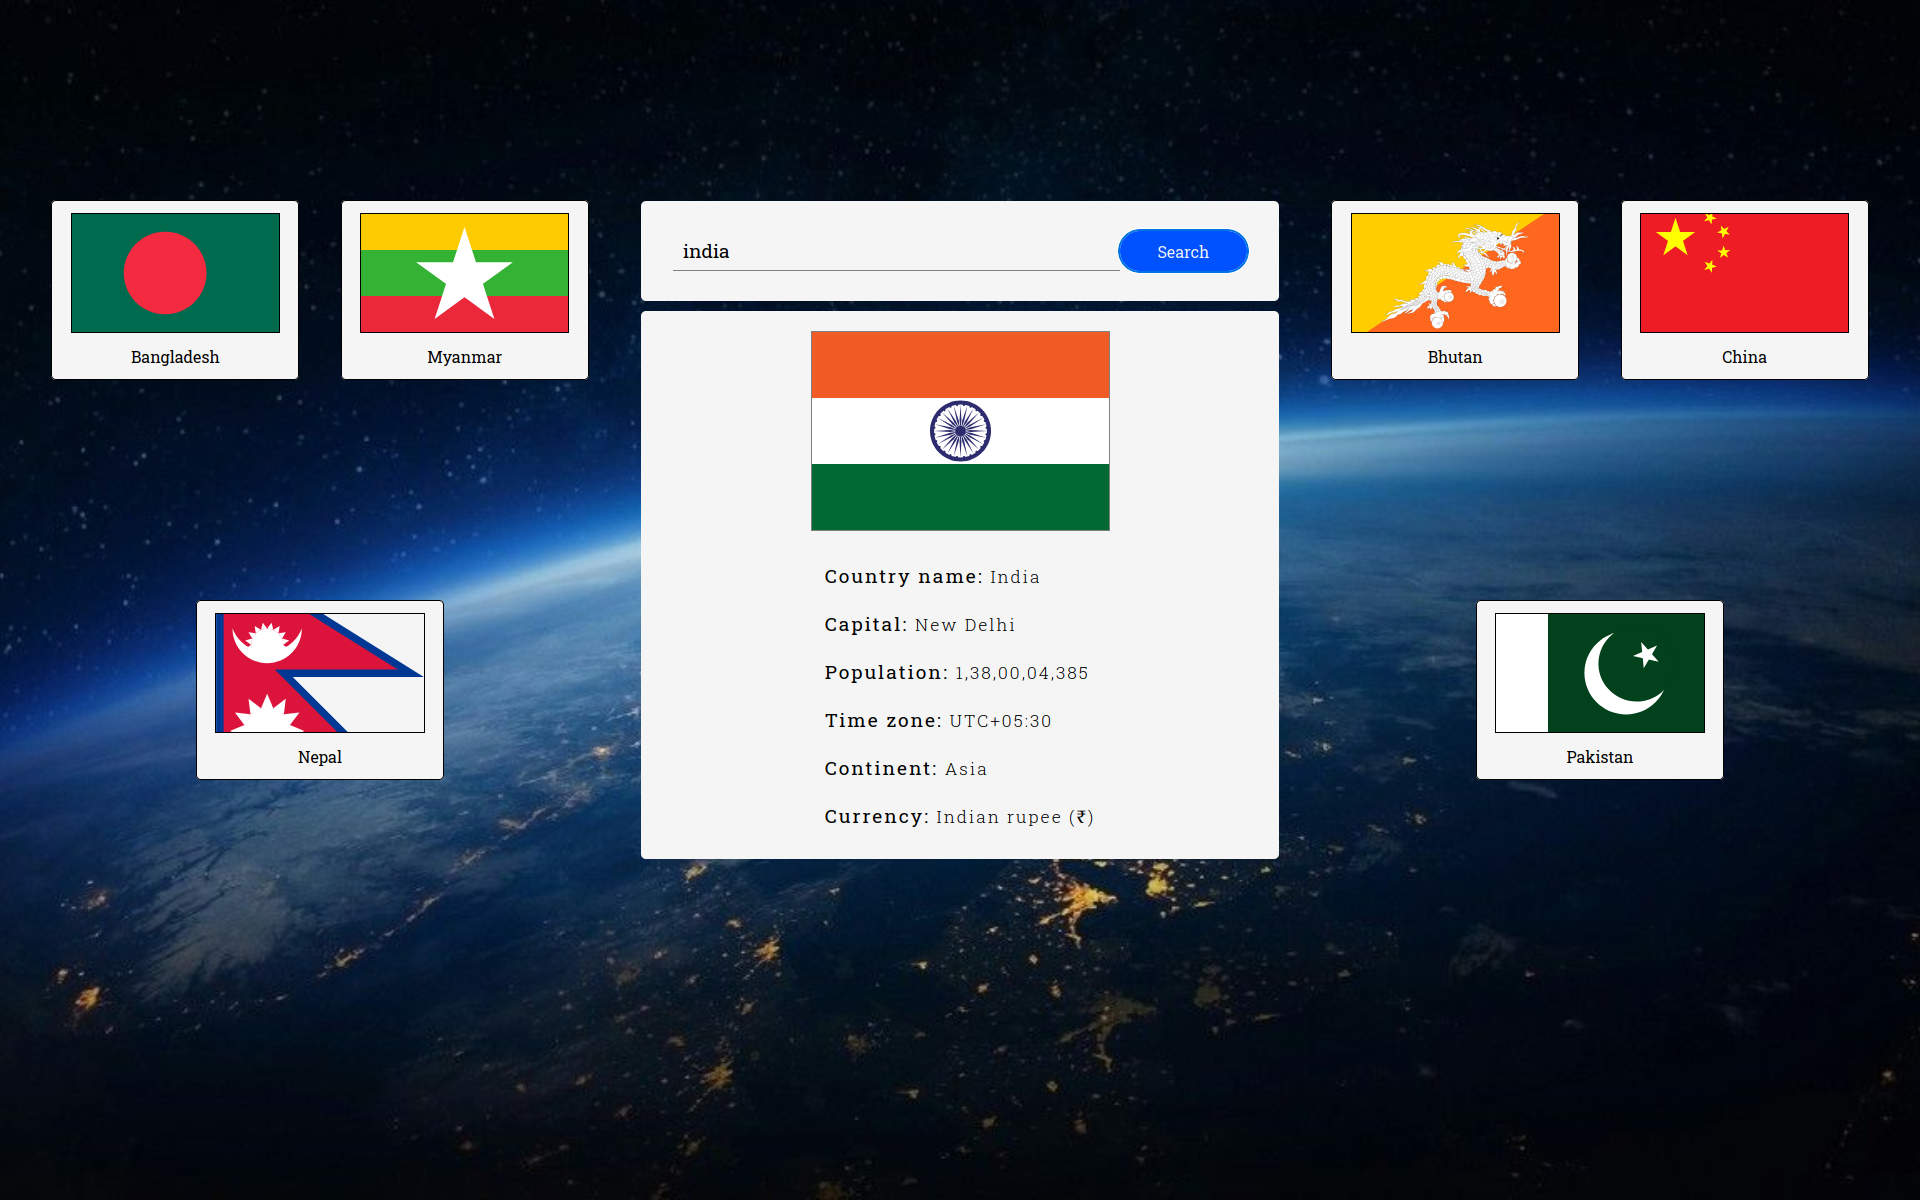 india
Search
Bangladesh
Myanmar
Bhutan
China
Country name: India
Capital: New Delhi
Population: 1,38,00,04,385
Time zone: UTC+05:30
Continent: Asia
Currency: Indian rupee (₹)
Nepal
Pakistan